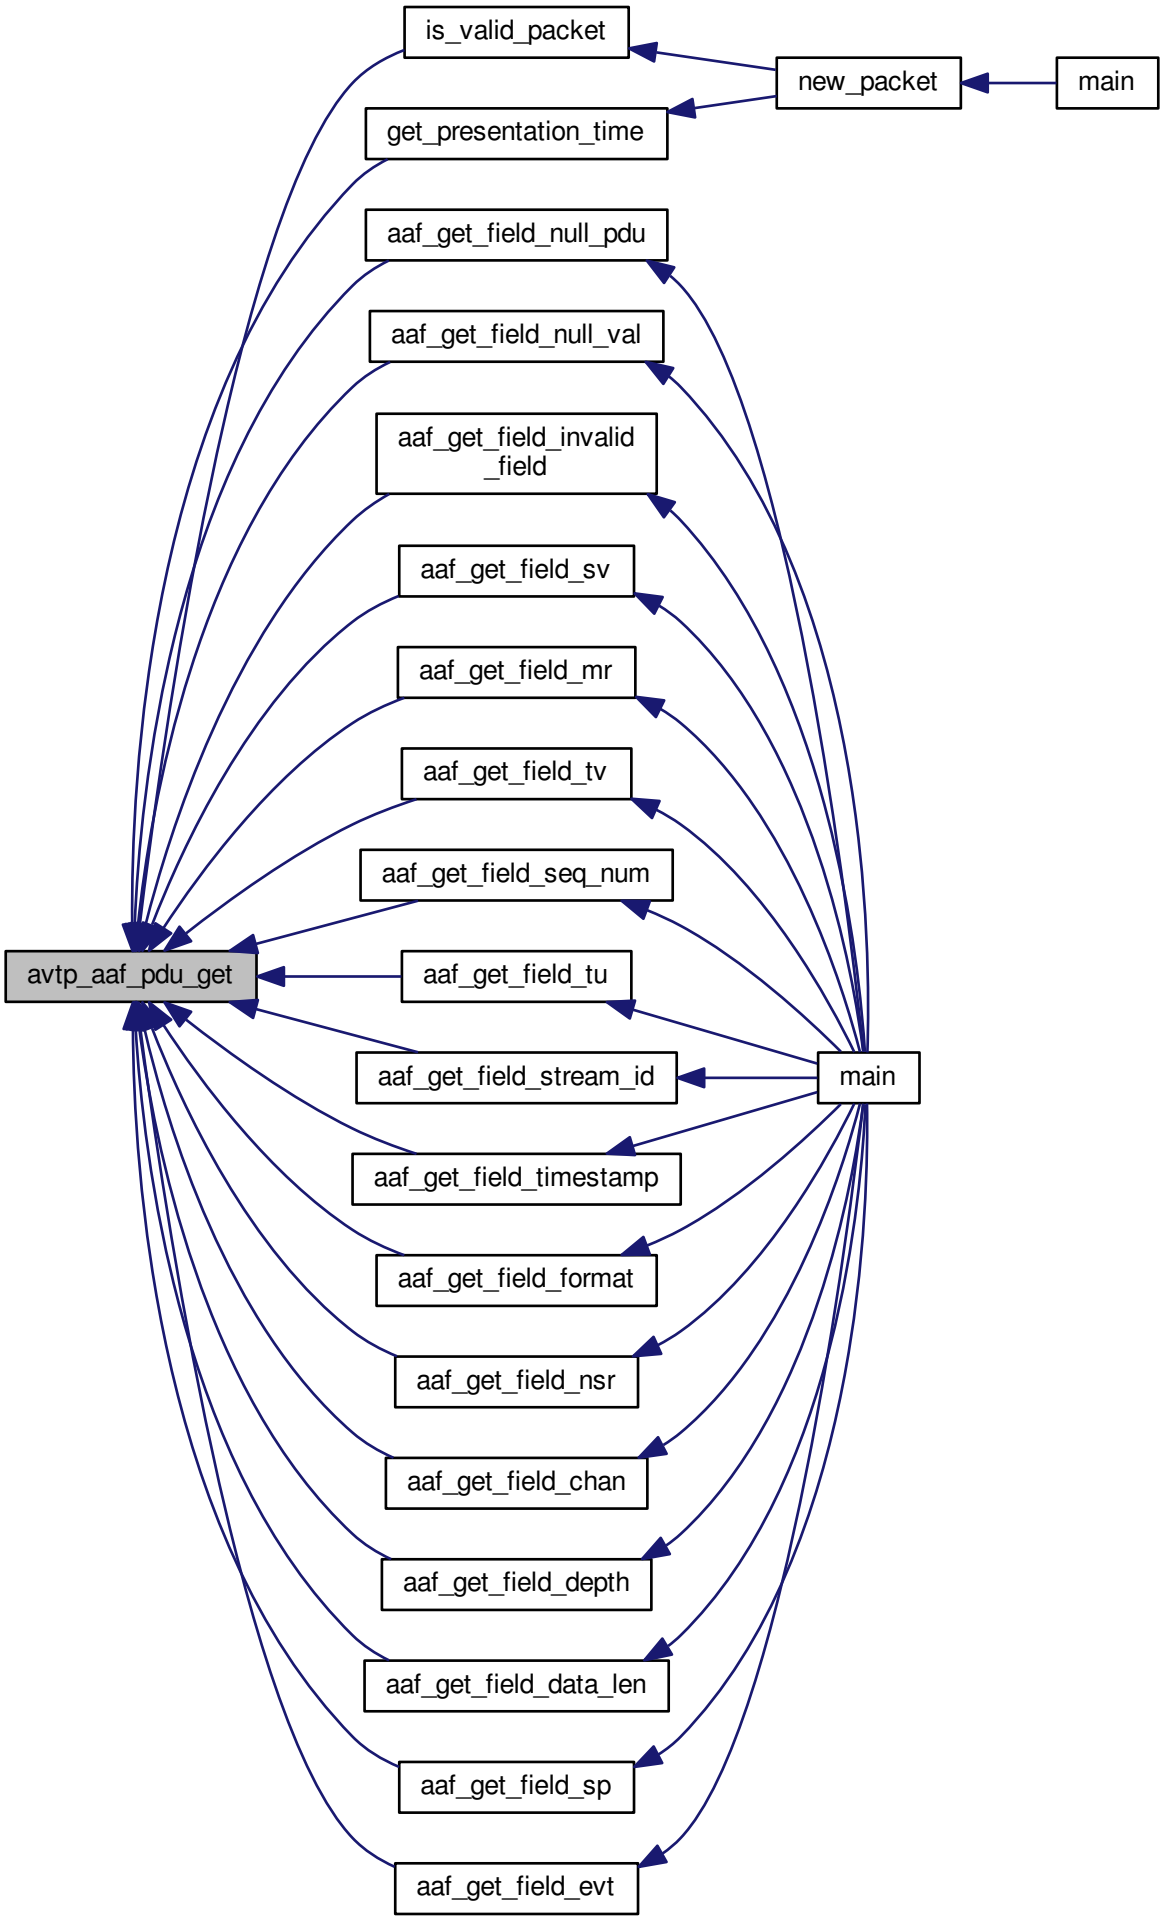 is_valid_packet
new_packet
main
get_presentation_time
aaf_get_field_null_pdu
aaf_get_field_null_val
aaf_get_field_invalid
_field
aaf_get_field_sv
aaf_get_field_mr
aaf_get_field_tv
aaf_get_field_seq_num
avtp_aaf_pdu_get
aaf_get_field_tu
aaf_get_field_stream_id
main
aaf_get_field_timestamp
aaf_get_field_format
aaf_get_field_nsr
aaf_get_field_chan
aaf_get_field_depth
aaf_get_field_data_len
aaf_get_field_sp
aaf_get_field_evt